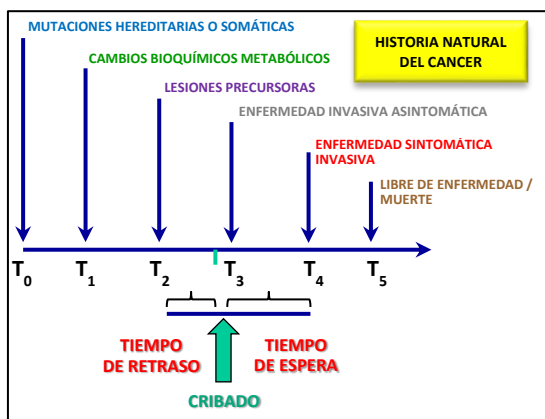 MUTACIONES HEREDITARIAS O SOMÁTICAS
HISTORIA NATURAL
DEL CANCER
CAMBIOS BIOQUÍMICOS METABÓLICOS
LESIONES PRECURSORAS
ENFERMEDAD INVASIVA ASINTOMÁTICA
ENFERMEDAD SINTOMÁTICA
INVASIVA
LIBRE DE ENFERMEDAD /
MUERTE
T0 T1 T2 T3 T4 T5
TIEMPO
DE RETRASO
TIEMPO
DE ESPERA
CRIBADO